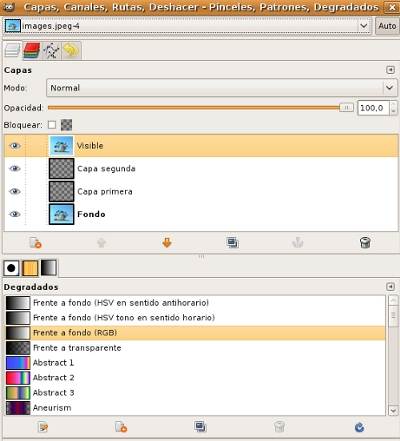 Capas, Canales, Rutas, Deshacer - Pinceles, Patrones, Degradados
images.jpeg-4 Auto
Capas
Modo: Normal
Opacidad: 100,0
Bloquear:
Visible
Capa segunda
Capa primera
Fondo
Degradados
Frente a fondo (HSV en sentido antihorario)
Frente a fondo (HSV tono en sentido horario)
Frente a fondo (RGB)
Frente a transparente
Abstract 1
Abstract 2
Abstract 3
Aneurism